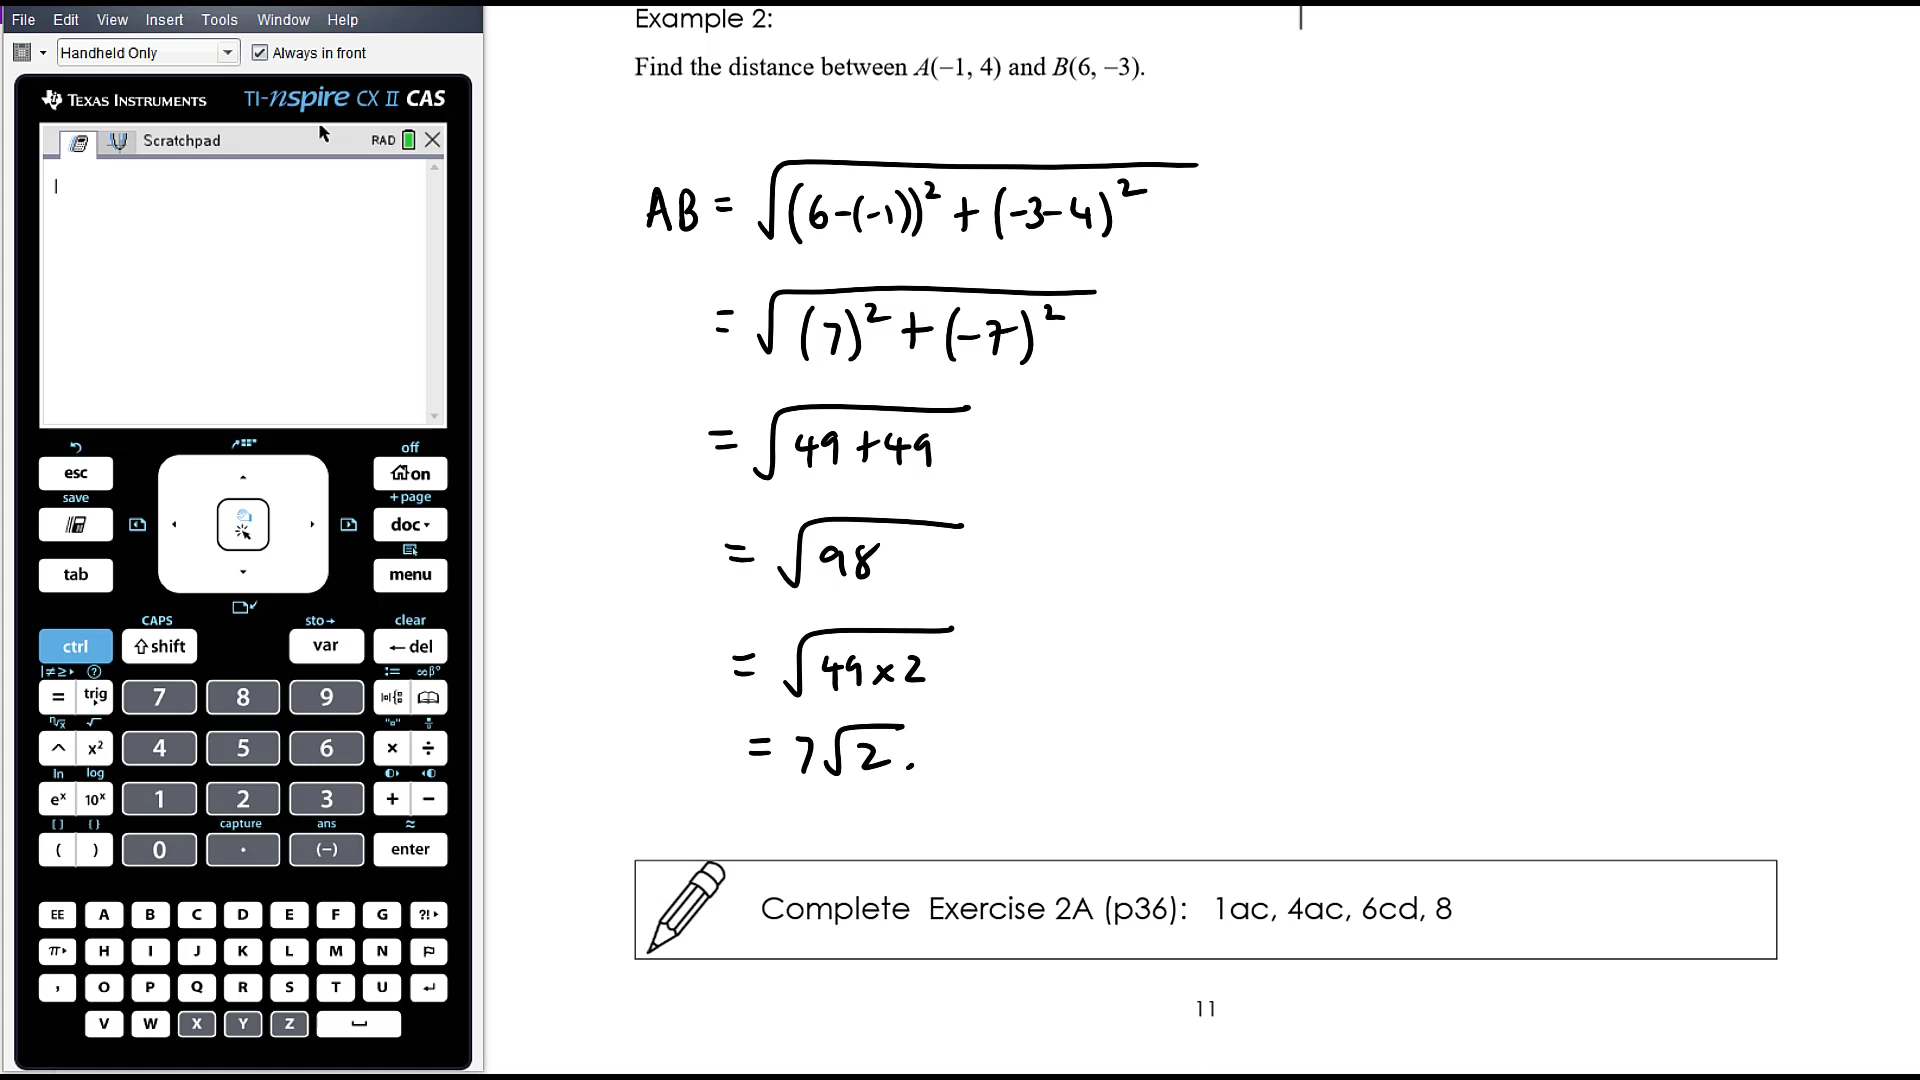 File Edit View Insert Tools Window Help
Handheld Only Always in front
TEXAS INSTRUMENTS TI-nspire CX II CAS
Scratchpad RAD
off
esc on
save + page
doc
tab menu
CAPS sto→ clear
ctrl ⇧shift var ←del
|≠≥▸ ? := ∞β°
= trig 7 8 9
ⁿ√x √ "▫"
^ x² 4 5 6 × ÷
ln log
eˣ 10ˣ 1 2 3 + −
[ ] { } capture ans ≈
( ) 0 . (−) enter
EE A B C D E F G ?!▸
π▸ H I J K L M N
, O P Q R S T U ↵
V W X Y Z
Example 2:
Find the distance between A(−1, 4) and B(6, −3).
AB = √((6-(-1))² + (-3-4)²)
= √((7)² + (-7)²)
= √(49+49)
= √98
= √(49×2)
= 7√2.
Complete Exercise 2A (p36): 1ac, 4ac, 6cd, 8
11